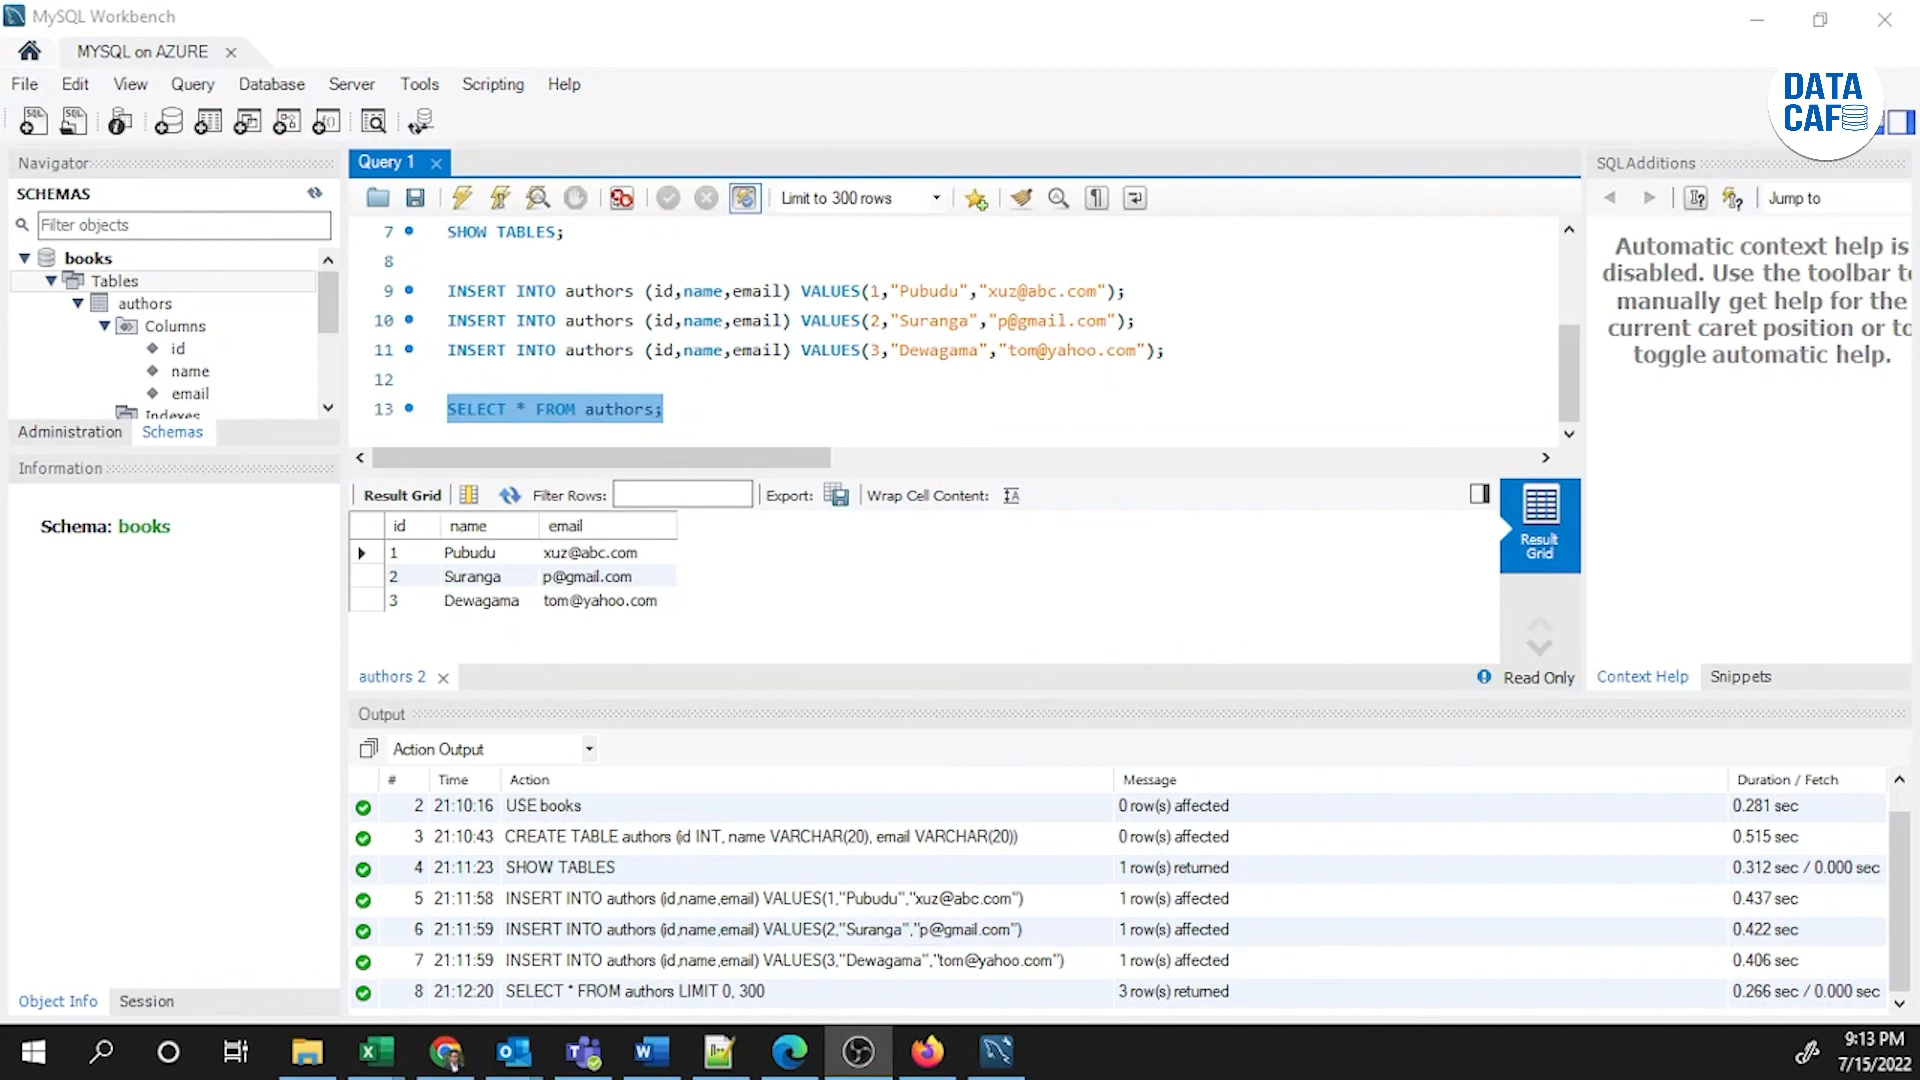 MySQL Workbench
MYSQL on AZURE
File Edit View Query Database Server Tools Scripting Help
DATA
CAF
Navigator
SCHEMAS
Filter objects
books
Tables
authors
Columns
id
name
email
Indexes
Administration Schemas
Information
Schema: books
Object Info Session
Query 1
Limit to 300 rows
7 SHOW TABLES;
8
9 INSERT INTO authors (id,name,email) VALUES(1,"Pubudu","xuz@abc.com");
10 INSERT INTO authors (id,name,email) VALUES(2,"Suranga","p@gmail.com");
11 INSERT INTO authors (id,name,email) VALUES(3,"Dewagama","tom@yahoo.com");
12
13 SELECT * FROM authors;
Result Grid Filter Rows: Export: Wrap Cell Content:
id name email
1 Pubudu xuz@abc.com
2 Suranga p@gmail.com
3 Dewagama tom@yahoo.com
Result
Grid
authors 2
Read Only
SQLAdditions
Jump to
Automatic context help is
disabled. Use the toolbar to
manually get help for the
current caret position or to
toggle automatic help.
Context Help Snippets
Output
Action Output
# Time Action Message Duration / Fetch
2 21:10:16 USE books 0 row(s) affected 0.281 sec
3 21:10:43 CREATE TABLE authors (id INT, name VARCHAR(20), email VARCHAR(20)) 0 row(s) affected 0.515 sec
4 21:11:23 SHOW TABLES 1 row(s) returned 0.312 sec / 0.000 sec
5 21:11:58 INSERT INTO authors (id,name,email) VALUES(1,"Pubudu","xuz@abc.com") 1 row(s) affected 0.437 sec
6 21:11:59 INSERT INTO authors (id,name,email) VALUES(2,"Suranga","p@gmail.com") 1 row(s) affected 0.422 sec
7 21:11:59 INSERT INTO authors (id,name,email) VALUES(3,"Dewagama","tom@yahoo.com") 1 row(s) affected 0.406 sec
8 21:12:20 SELECT * FROM authors LIMIT 0, 300 3 row(s) returned 0.266 sec / 0.000 sec
9:13 PM
7/15/2022